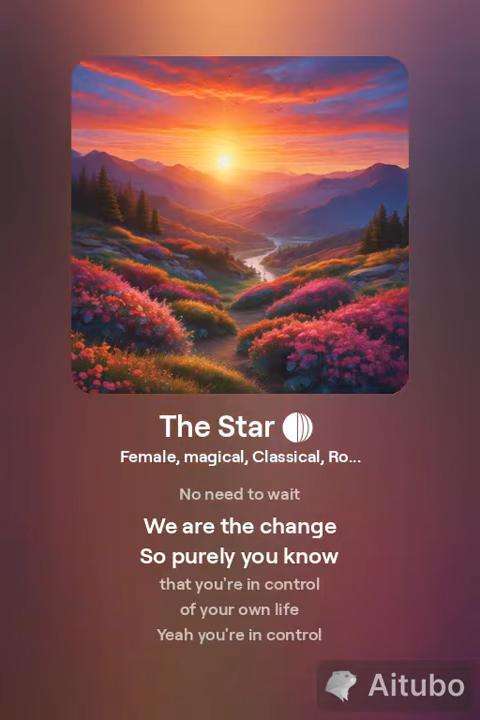 The Star
Female, magical, Classical, Ro...
No need to wait
We are the change
So purely you know
that you're in control
of your own life
Yeah you're in control
Aitubo